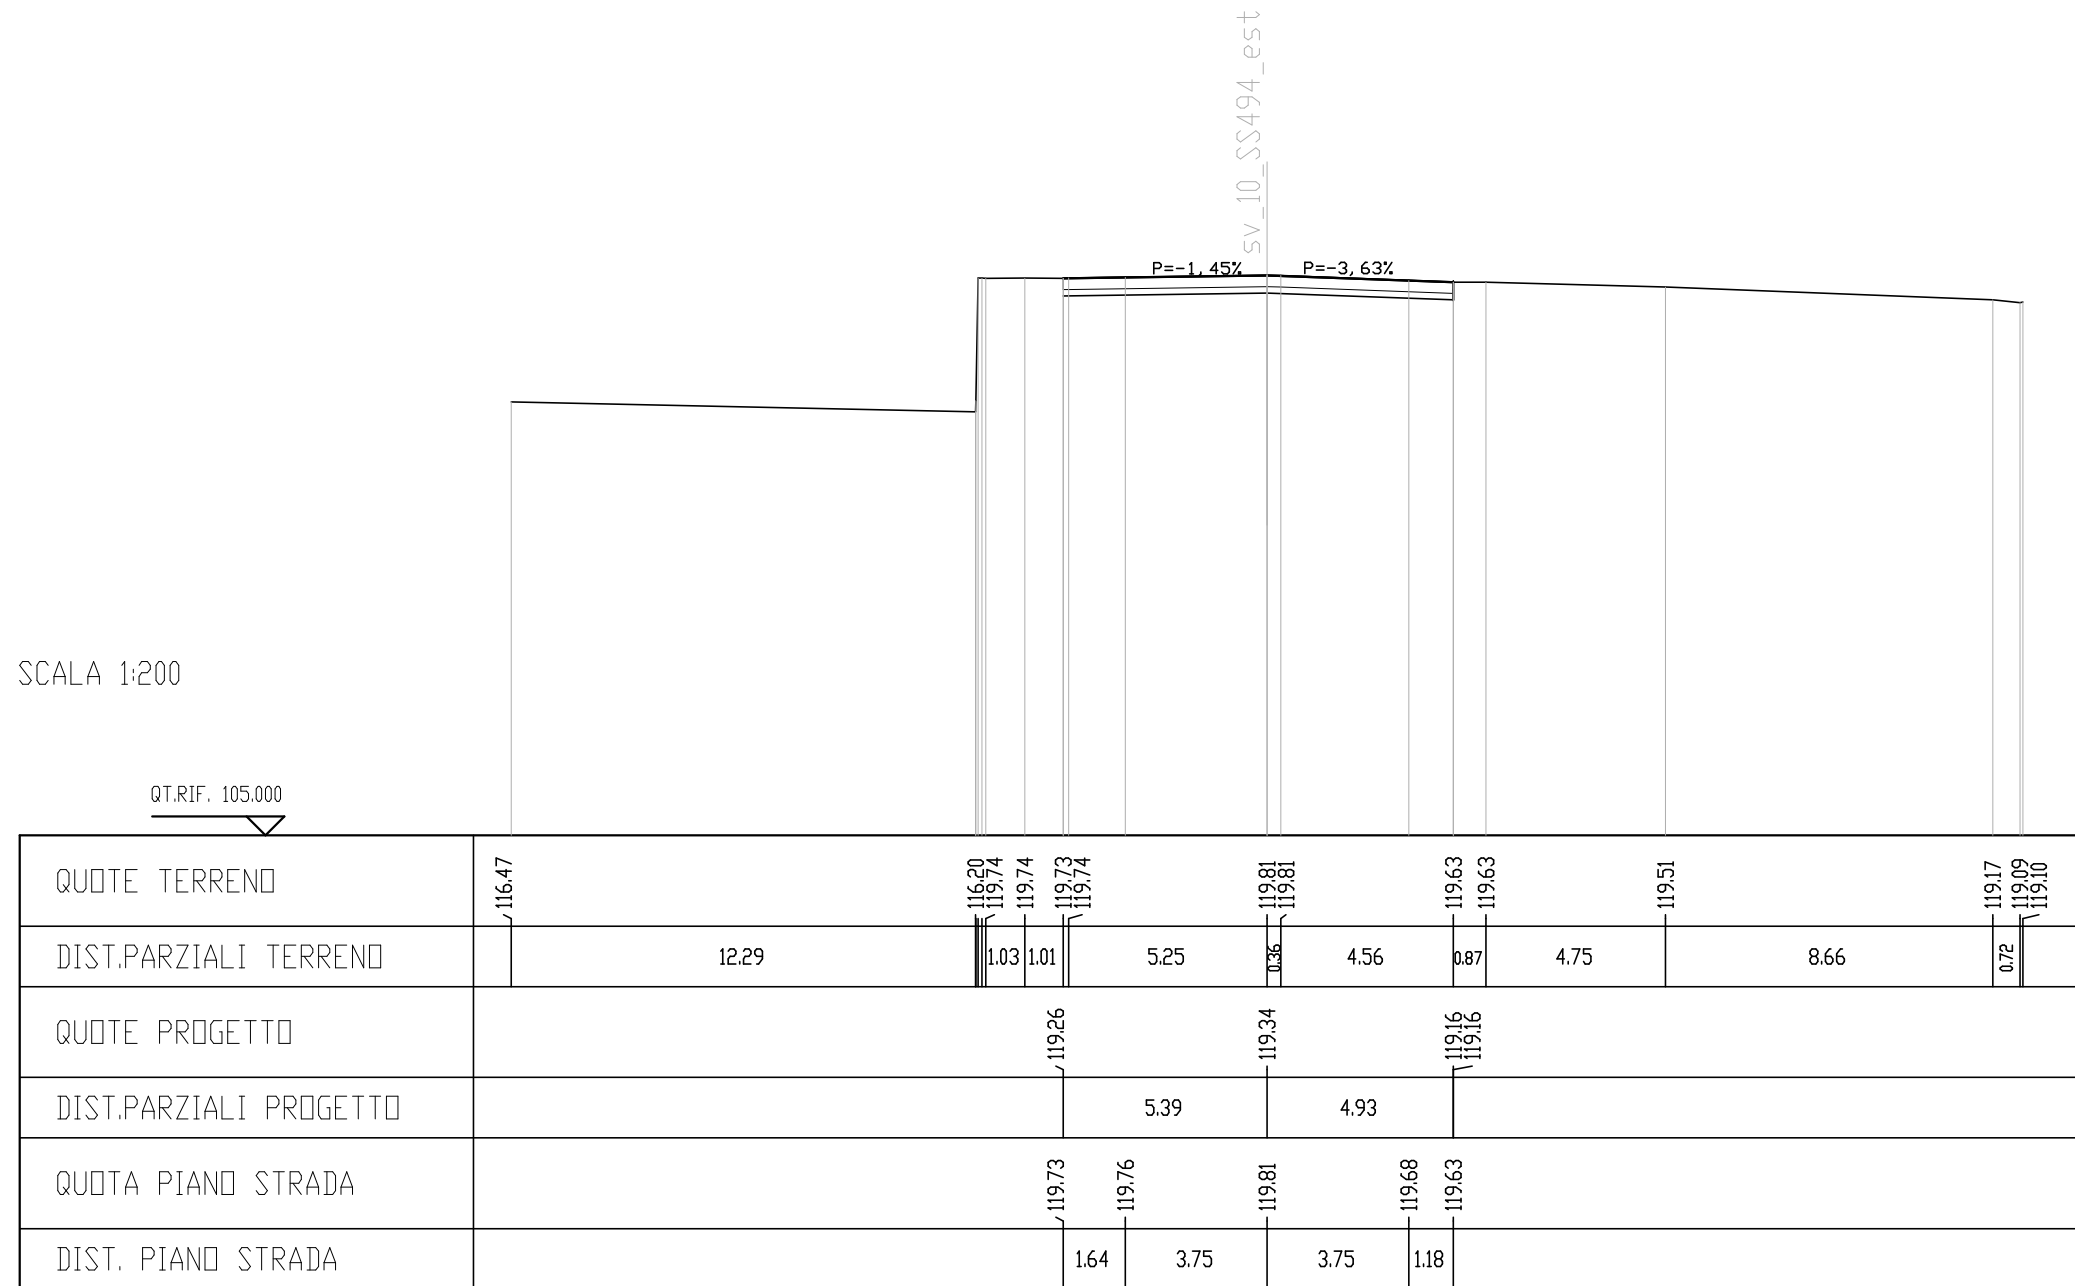 sv_10_SS494_est
P=-1,45% P=-3,63%
SCALA 1:200
QT.RIF. 105.000
QUOTE TERRENO 116.47 116.20 119.74 119.74 119.73 119.74 119.81 119.81 119.63 119.63 119.51 119.17 119.09 119.10
DIST.PARZIALI TERRENO 12.29 1.03 1.01 5.25 0.36 4.56 0.87 4.75 8.66 0.72
QUOTE PROGETTO 119.26 119.34 119.16 119.16
DIST.PARZIALI PROGETTO 5.39 4.93
QUOTA PIANO STRADA 119.73 119.76 119.81 119.68 119.63
DIST. PIANO STRADA 1.64 3.75 3.75 1.18